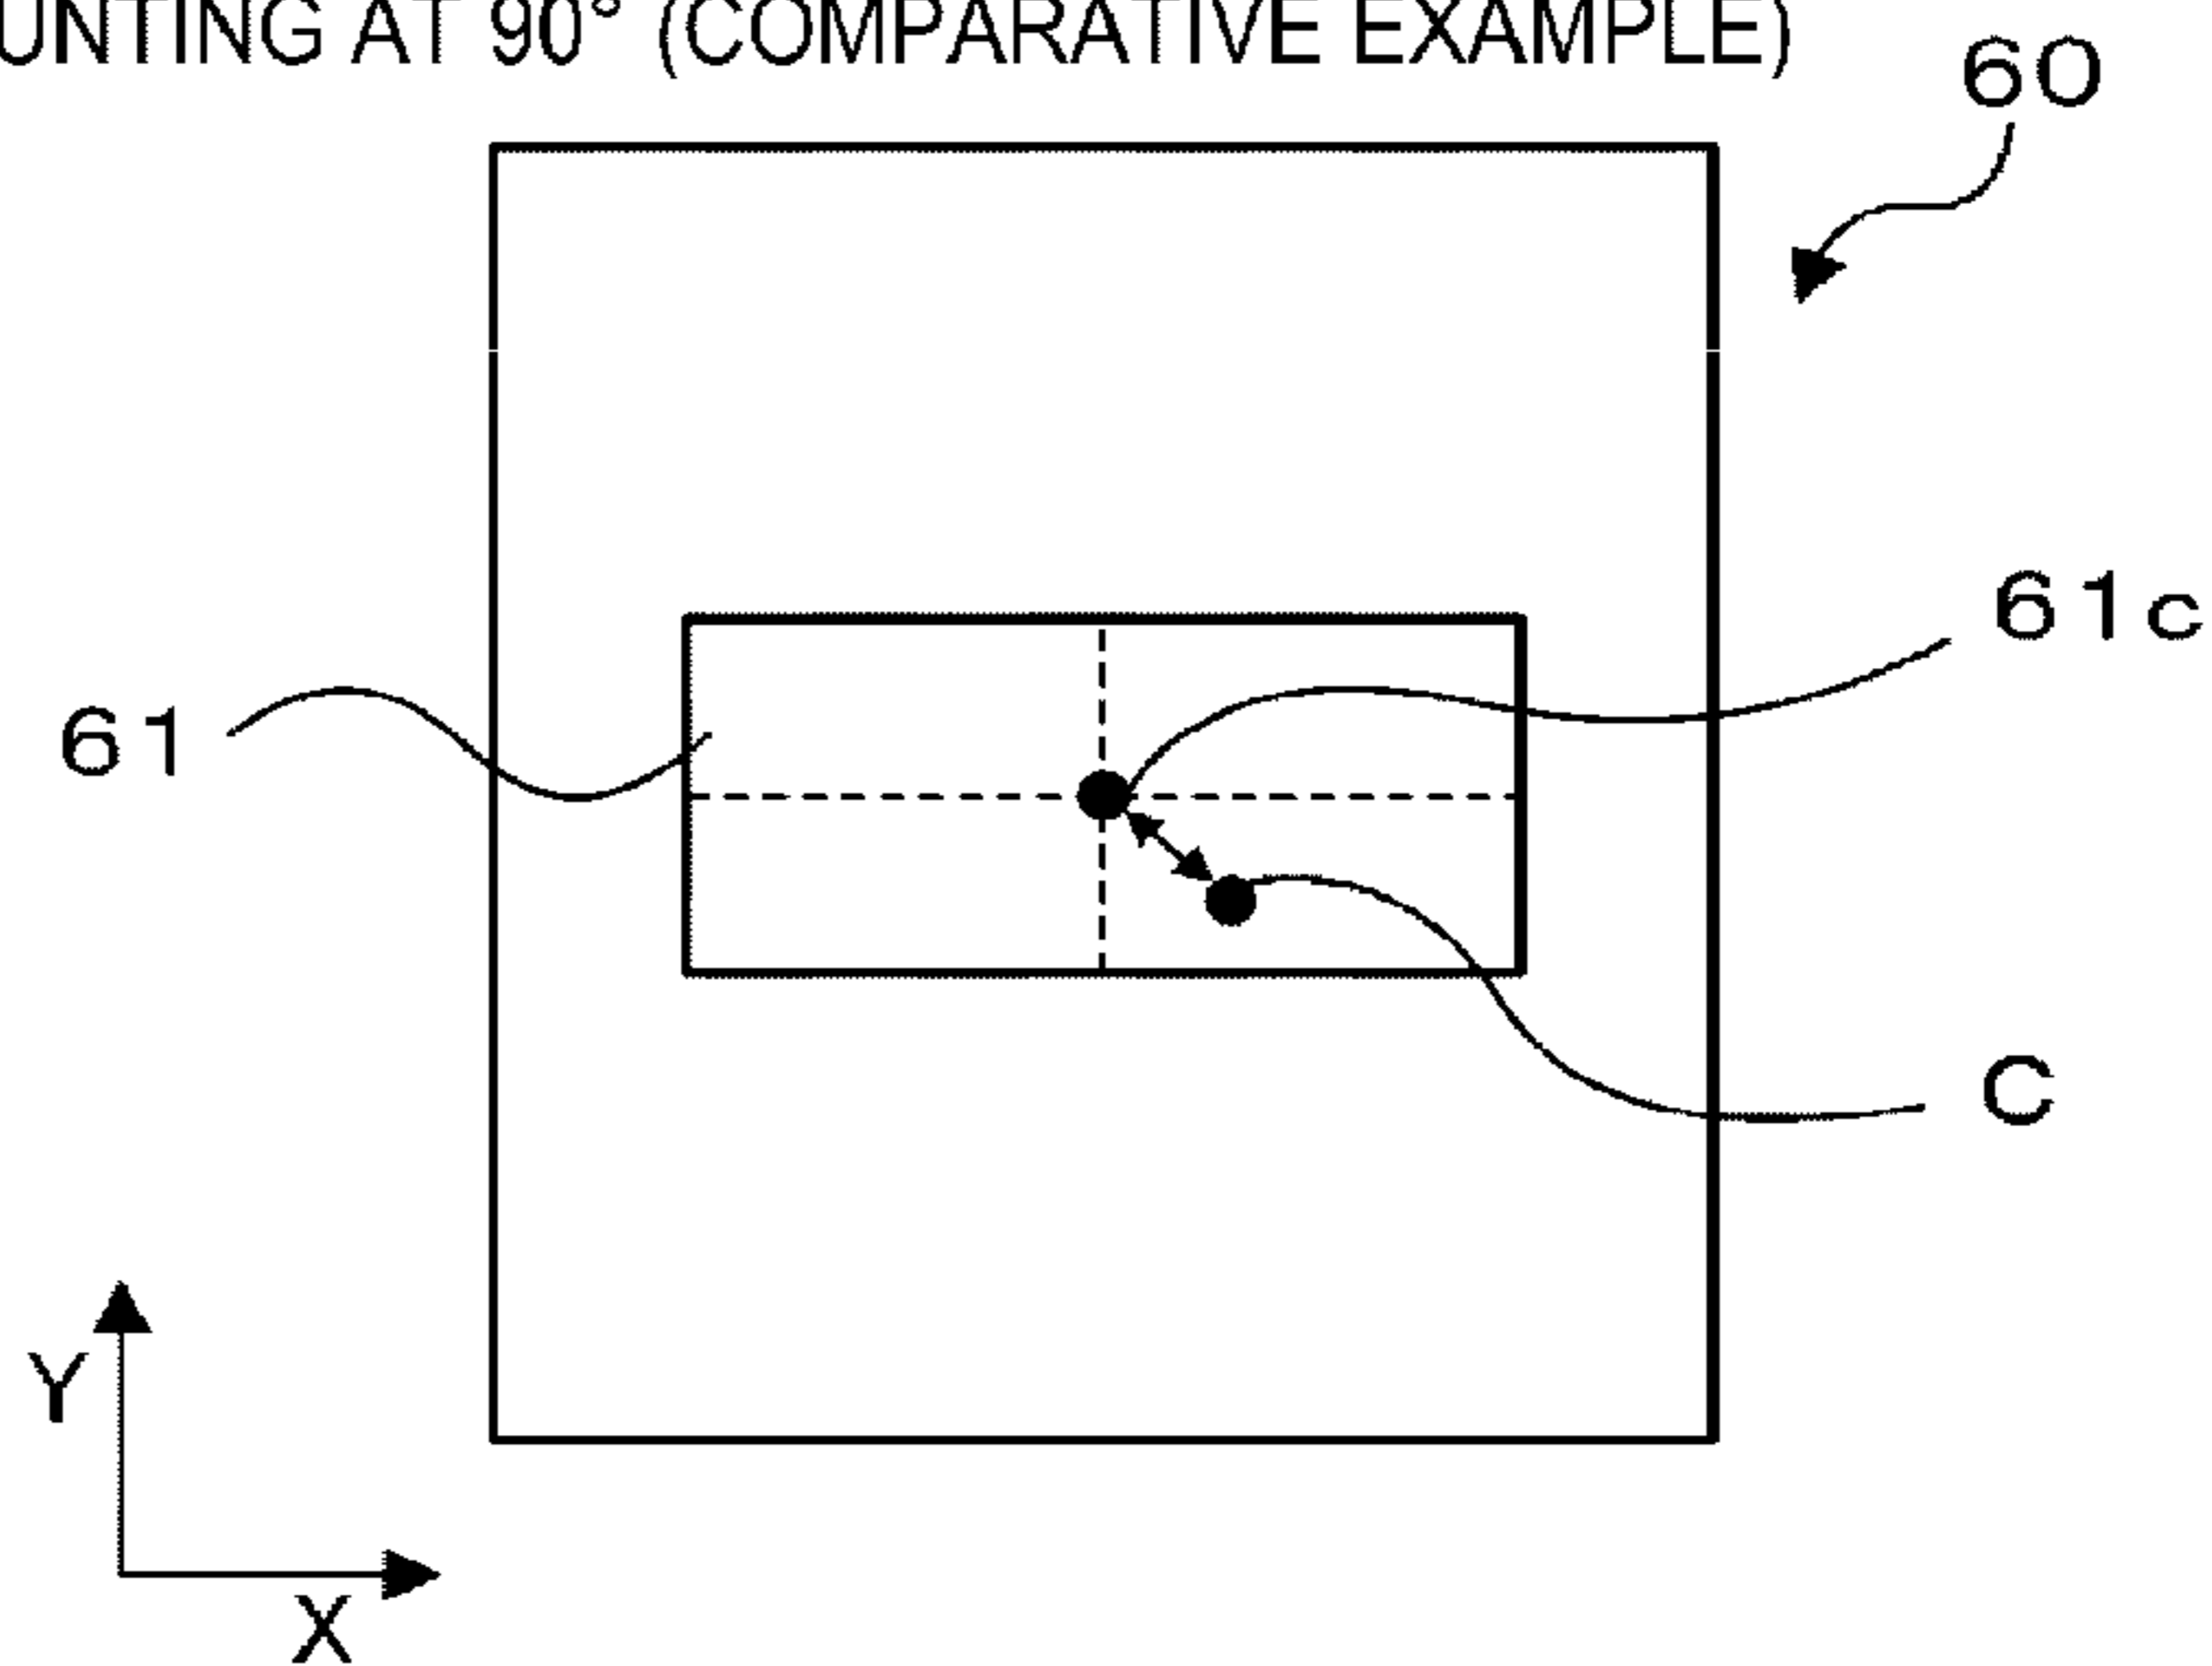 UNTING AT 90° (COMPARATIVE EXAMPLE)
60
61c
61
C
Y
X